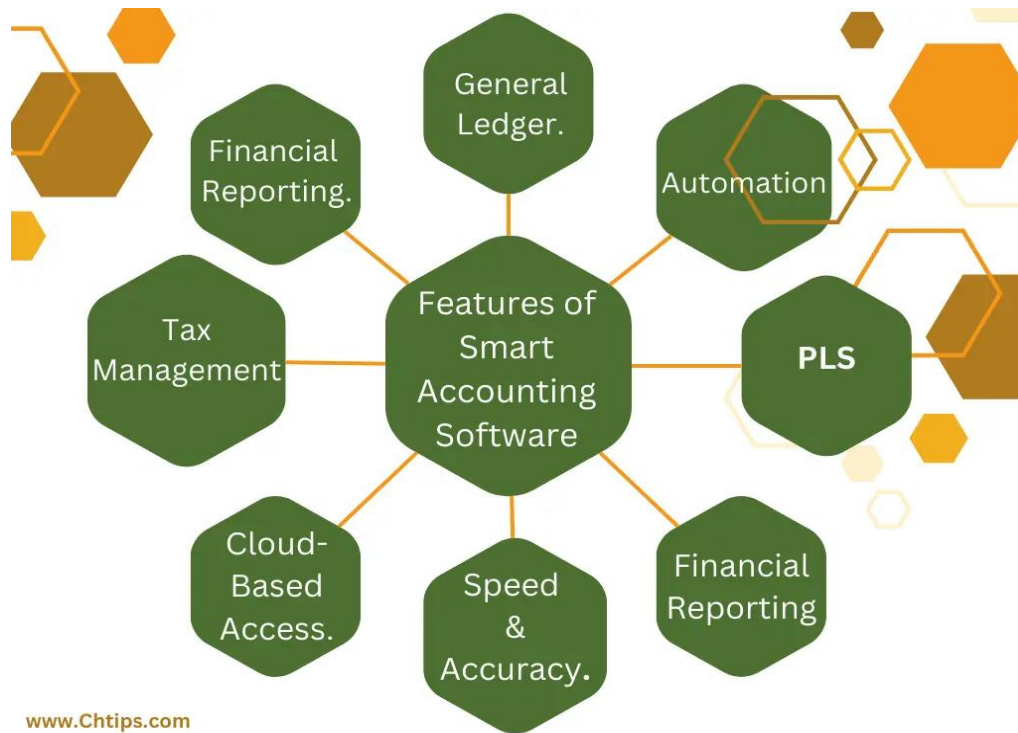 General
Ledger.
Financial
Reporting.
Automation
Features of
Smart
Accounting
Software
Tax
Management
PLS
Cloud-
Based
Access.
Speed
&
Accuracy.
Financial
Reporting
www.Chtips.com